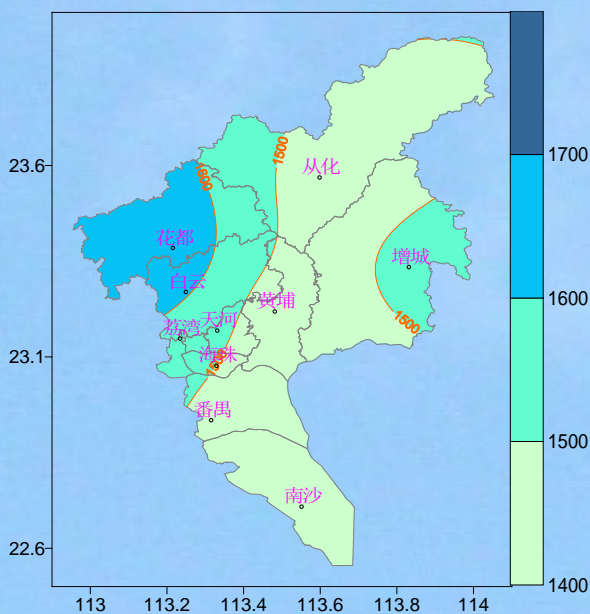 1500
1700
23.6
从化
1600
花都
增城
白云
1600
黄埔
天河
1500
荔湾
23.1
海珠
1500
番禺
1500
南沙
22.6
1400
113
113.2
113.4
113.6
113.8
114